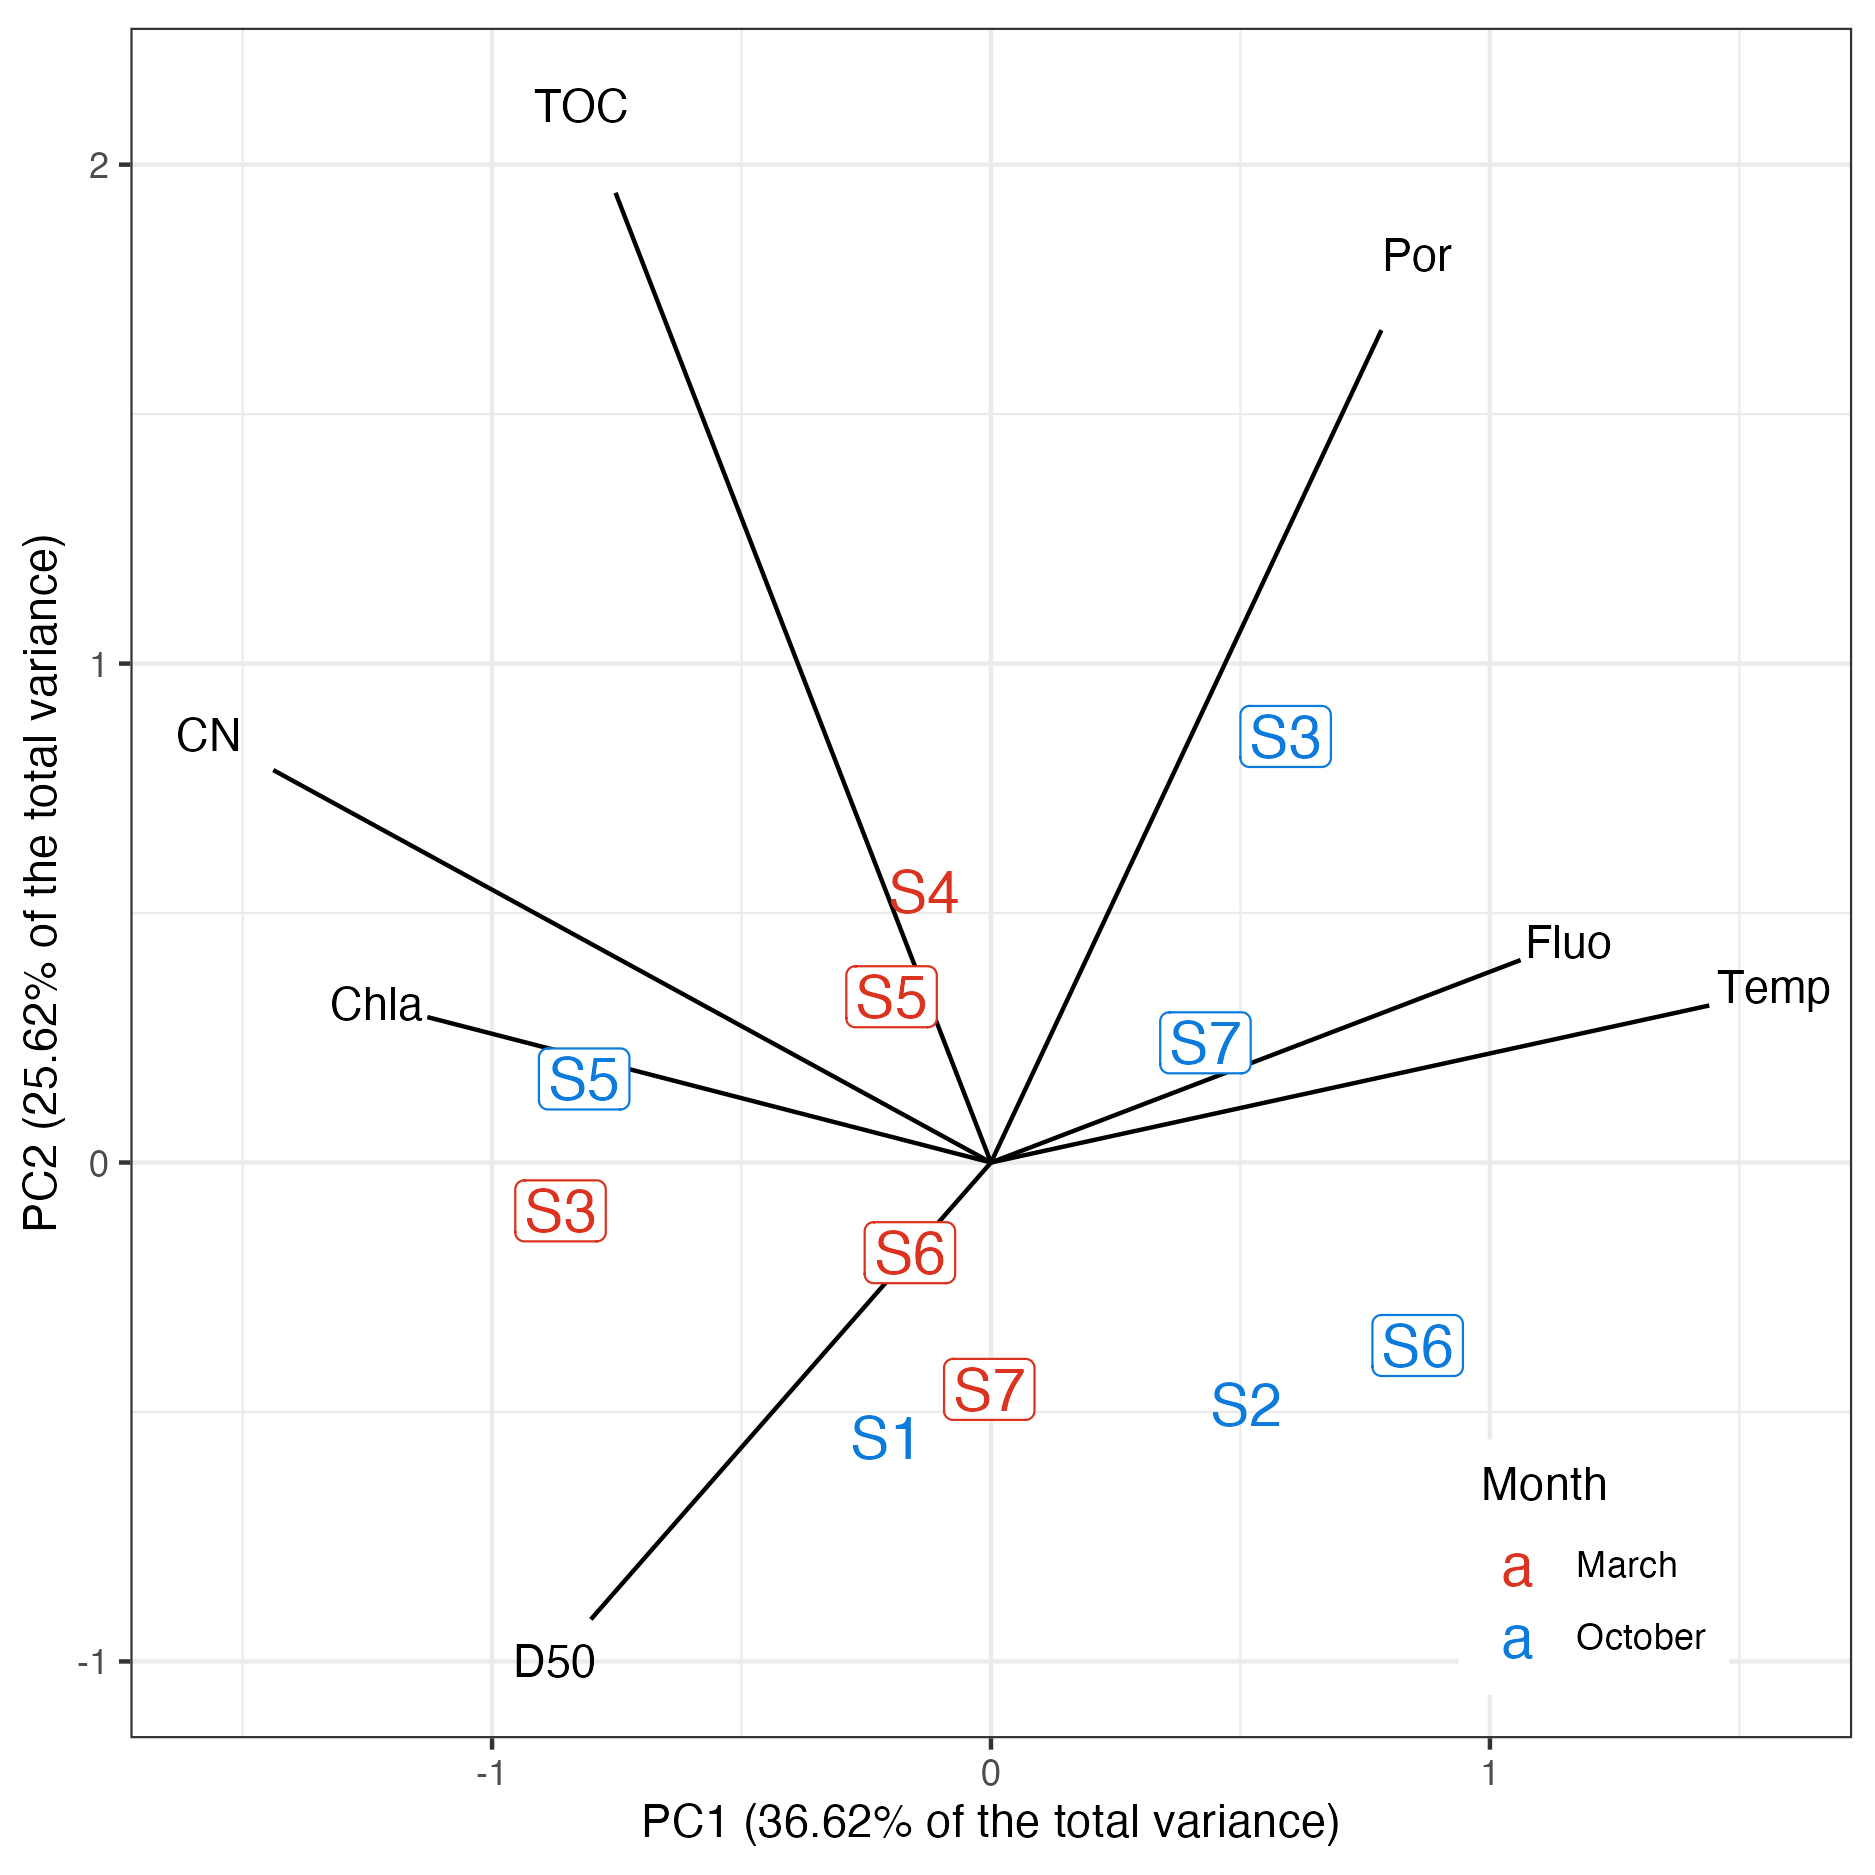 TOC
Por
2
PC2 (25.62% of the total variance)
1
CN
S3
S4
Fluo
Temp
S5
Chla
S7
S5
0
S3
S6
S6
S7
S2
S1
Month
a March
a October
D50
-1
-1
0
1
PC1 (36.62% of the total variance)